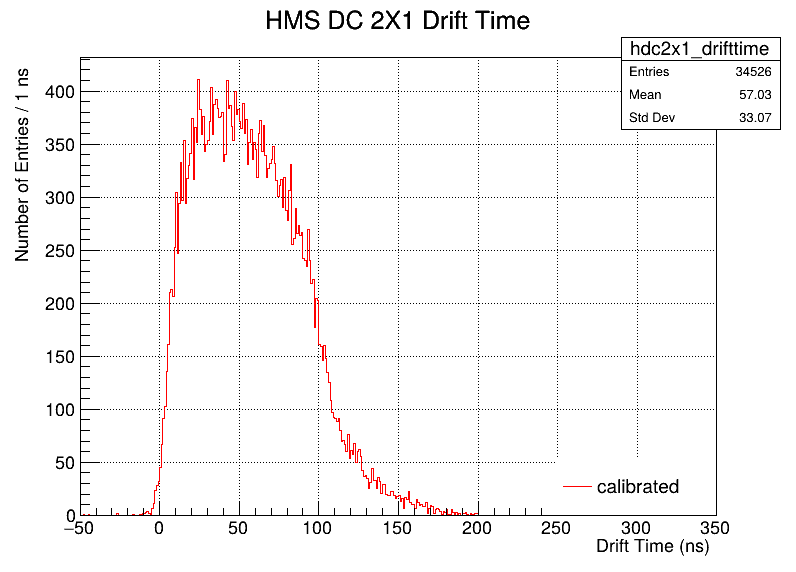 HMS DC 2X1 Drift Time
hdc2x1_drifttime
Entries 34526
Mean 57.03
Std Dev 33.07
Number of Entries / 1 ns
400
350
300
250
200
150
100
50
0
−50 0 50 100 150 200 250 300 350
Drift Time (ns)
calibrated